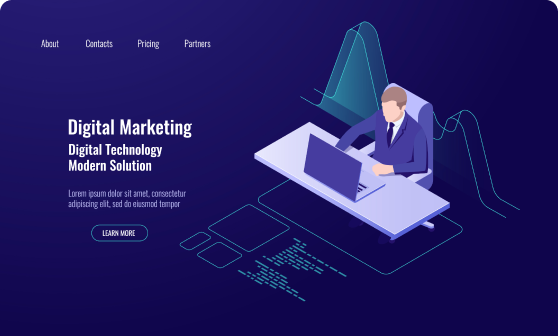 About Contacts Pricing Partners
Digital Marketing
Digital Technology
Modern Solution
Lorem ipsum dolor sit amet, consectetur
adipiscing elit, sed do eiusmod tempor
LEARN MORE